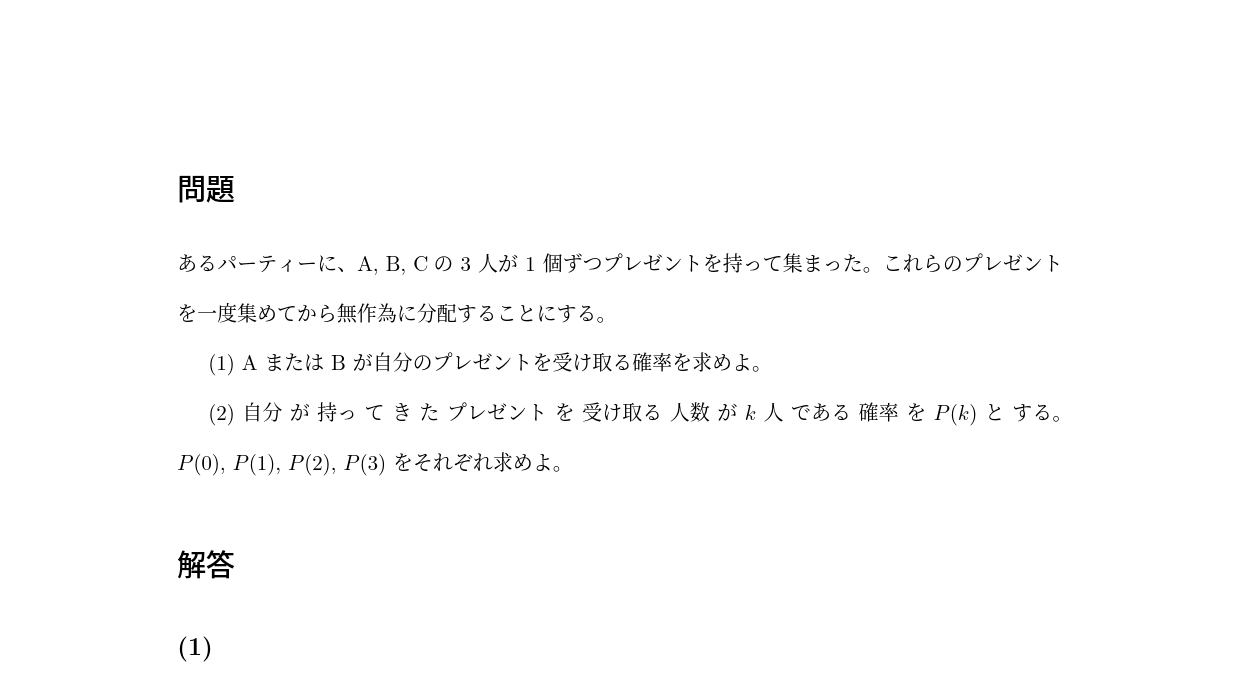 問題
あるパーティーに、A, B, C の 3 人が 1 個ずつプレゼントを持って集まった。これらのプレゼント
を一度集めてから無作為に分配することにする。
(1) A または B が自分のプレゼントを受け取る確率を求めよ。
(2) 自分 が 持っ て き た プレゼント を 受け取る 人数 が k 人 である 確率 を P(k) と する。
P(0), P(1), P(2), P(3) をそれぞれ求めよ。
解答
(1)